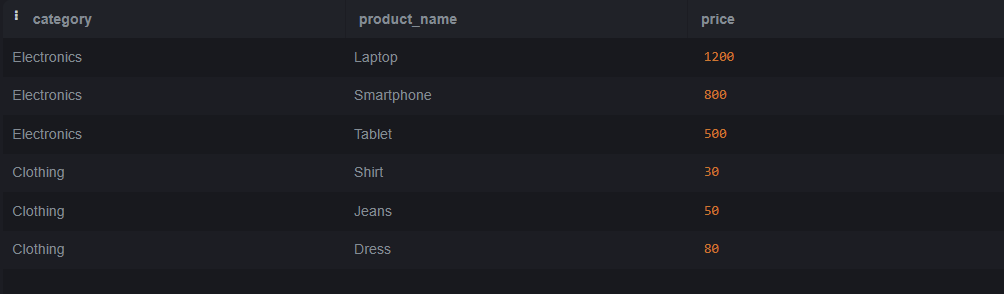 category product_name price
Electronics Laptop 1200
Electronics Smartphone 800
Electronics Tablet 500
Clothing Shirt 30
Clothing Jeans 50
Clothing Dress 80